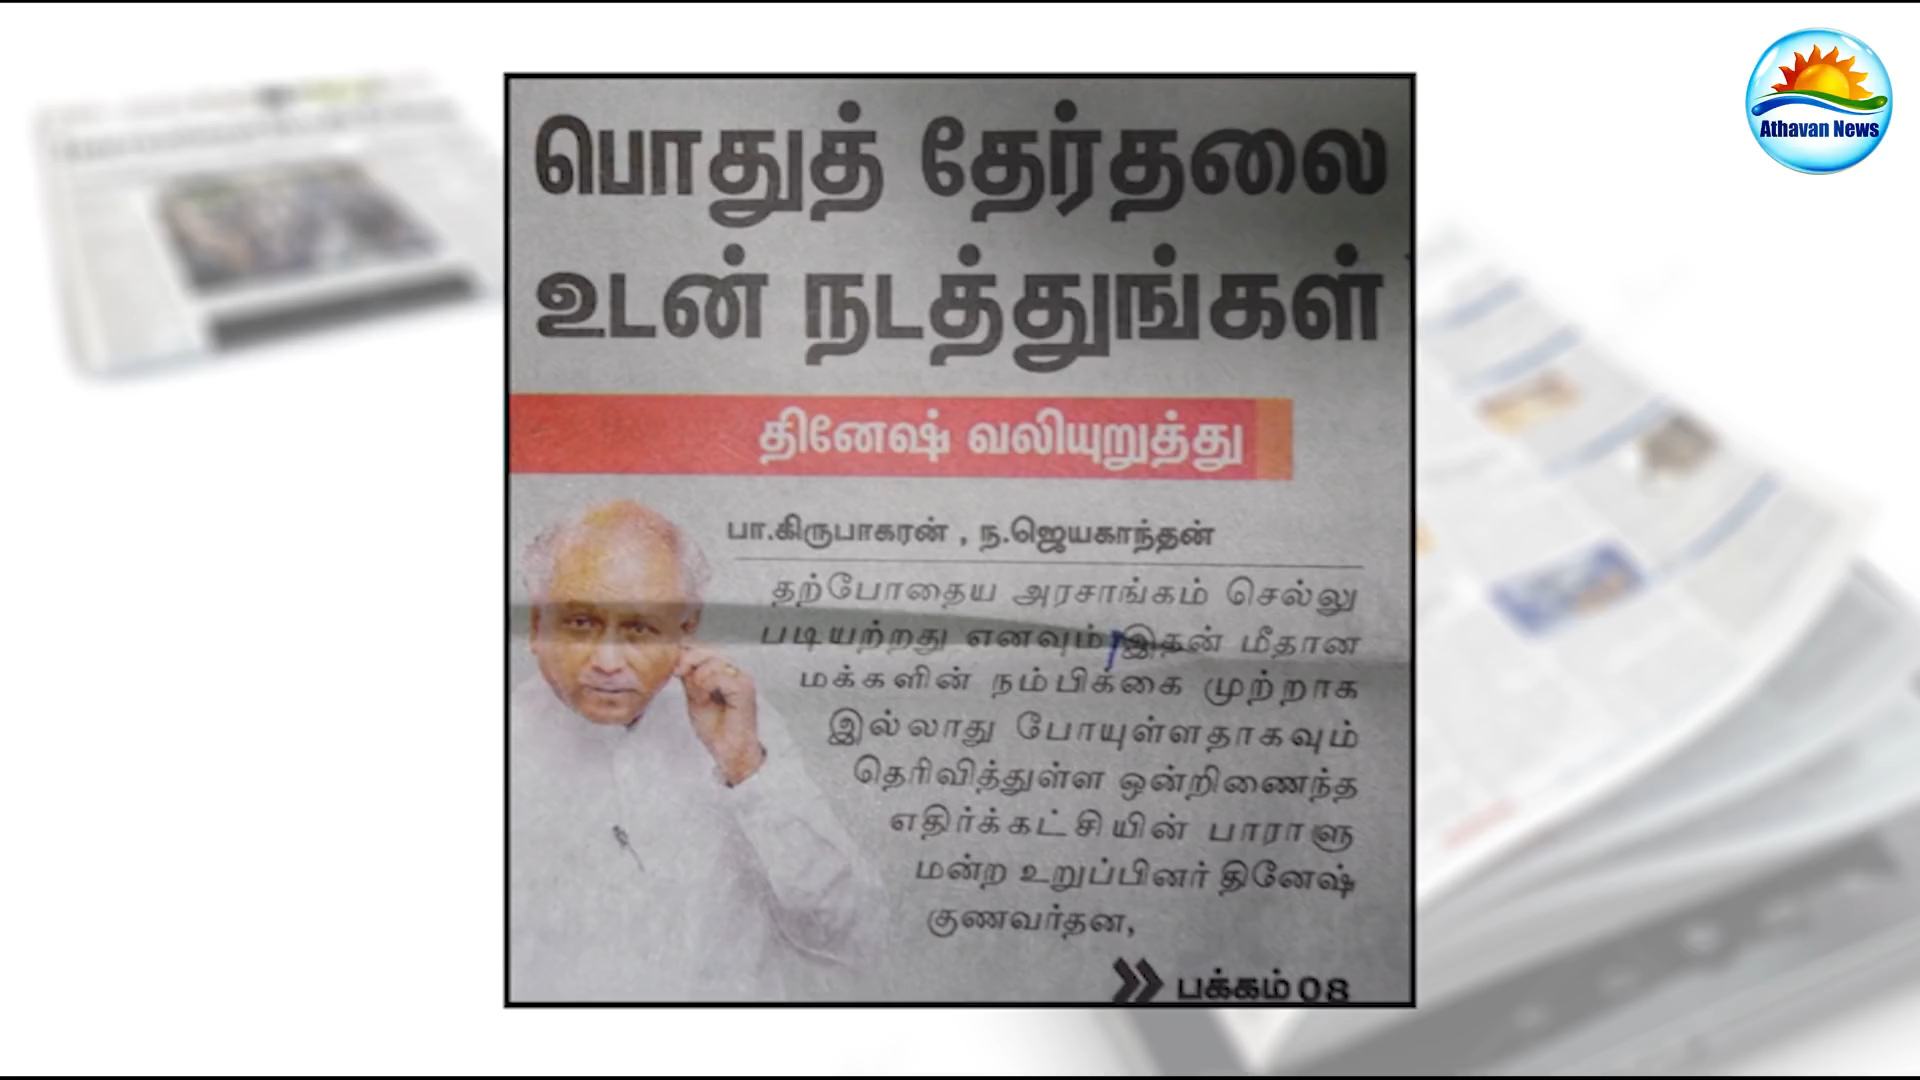 Athavan News
பொதுத் தேர்தலை
உடன் நடத்துங்கள்
தினேஷ் வலியுறுத்து
பா.கிருபாகரன் , ந.ஜெயகாந்தன்
தற்போதைய அரசாங்கம் செல்லு
படியற்றது எனவும் இதன் மீதான
மக்களின் நம்பிக்கை முற்றாக
இல்லாது போயுள்ளதாகவும்
தெரிவித்துள்ள ஒன்றிணைந்த
எதிர்க்கட்சியின் பாராளு
மன்ற உறுப்பினர் தினேஷ்
குணவர்தன,
பக்கம் 08